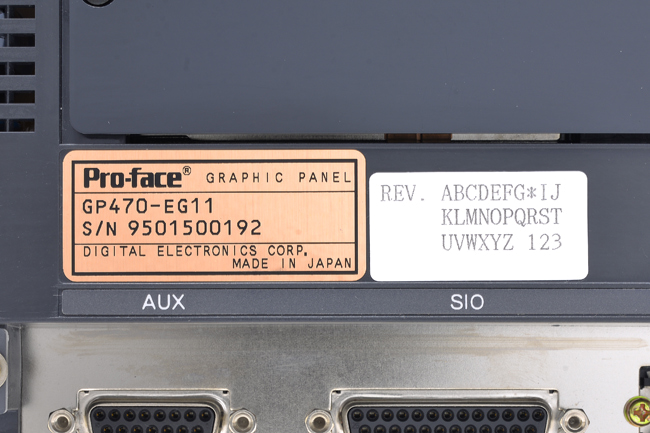 Pro-face® GRAPHIC PANEL
GP470-EG11
S/N 9501500192
DIGITAL ELECTRONICS CORP.
MADE IN JAPAN
REV. ABCDEFG*IJ
KLMNOPQRST
UVWXYZ 123
AUX SIO